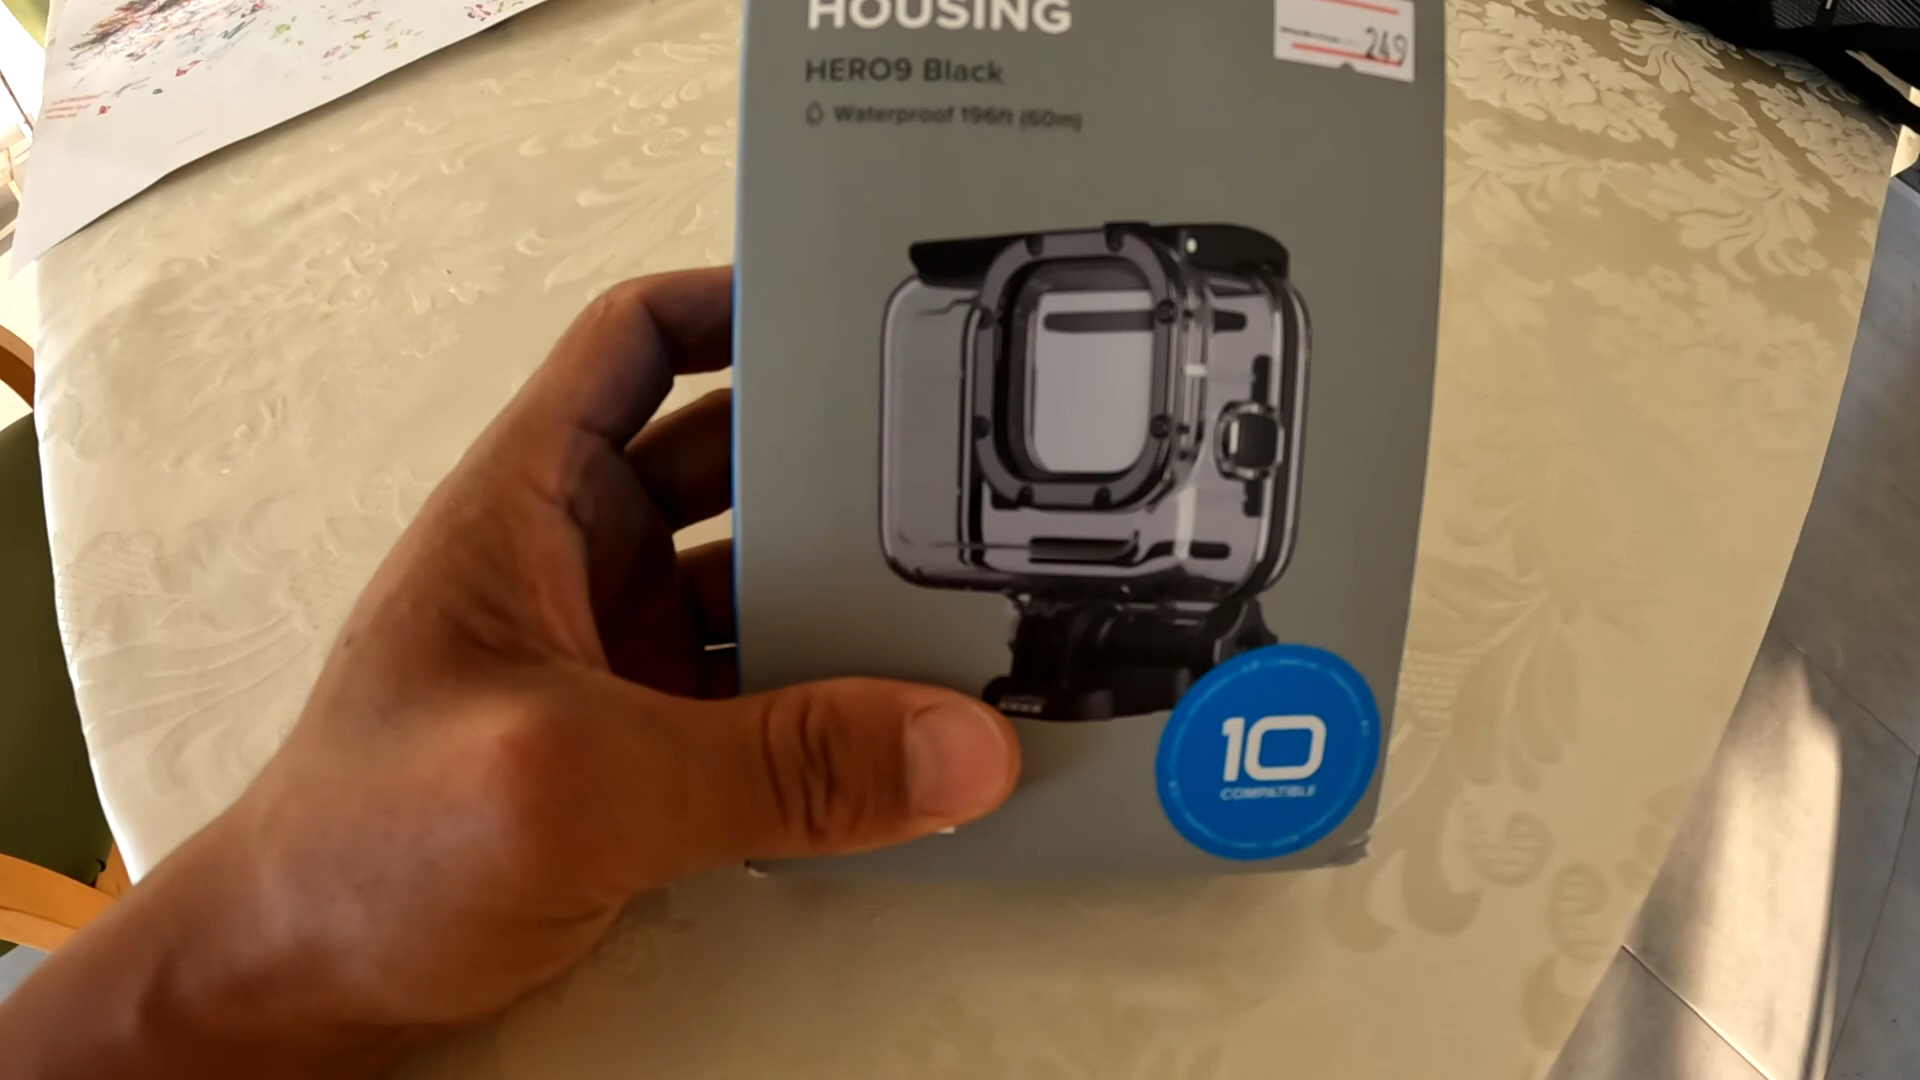 HOUSING
249
HERO9 Black
Waterproof 196ft (60m)
10
COMPATIBLE